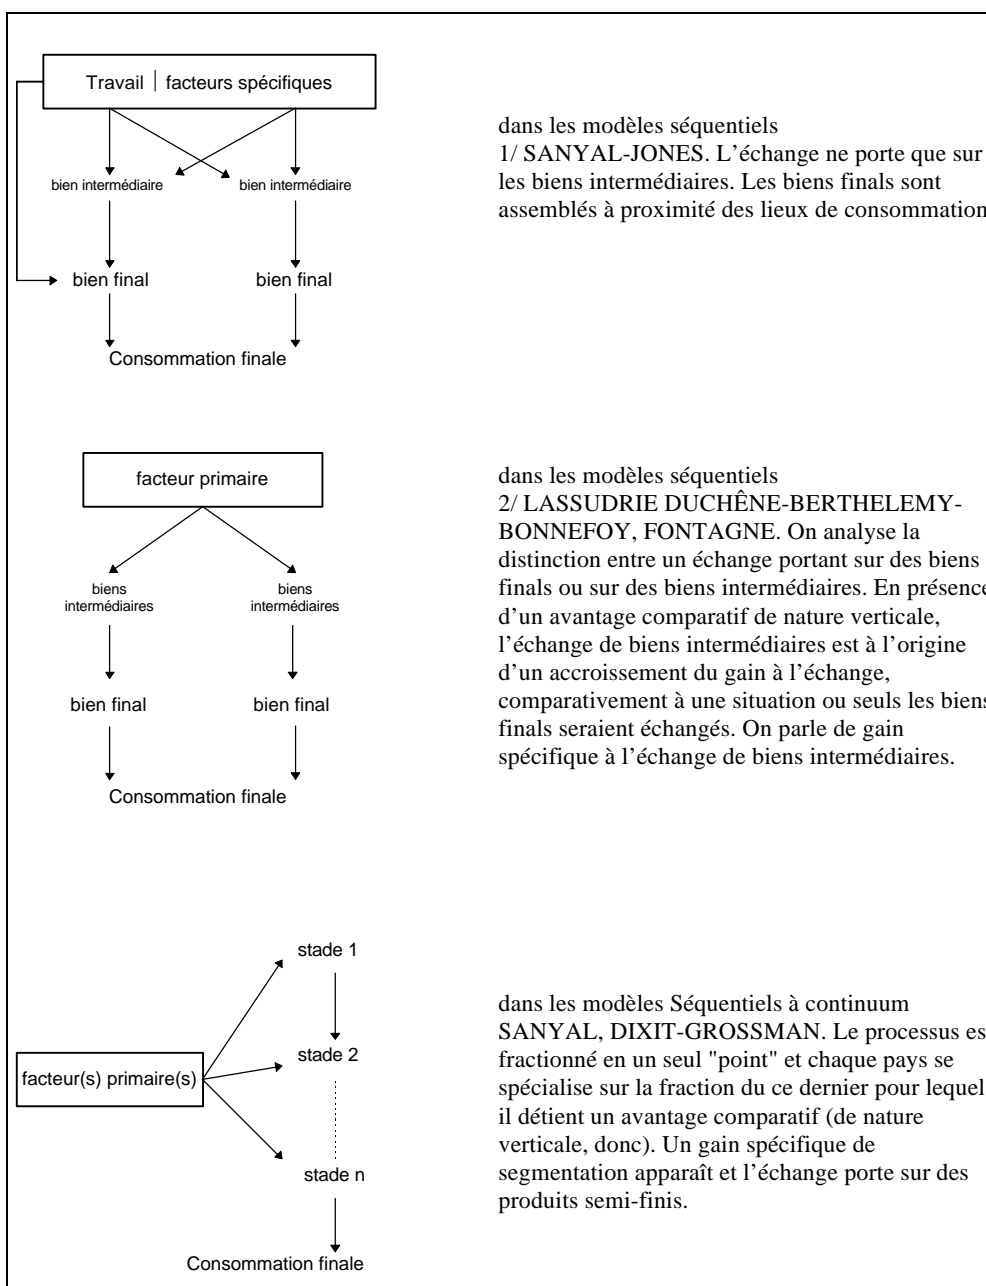 Travail | facteurs spécifiques
bien intermédiaire bien intermédiaire
bien final bien final
Consommation finale
dans les modèles séquentiels
1/ SANYAL-JONES. L'échange ne porte que sur
les biens intermédiaires. Les biens finals sont
assemblés à proximité des lieux de consommation
facteur primaire
biens biens
intermédiaires intermédiaires
bien final bien final
Consommation finale
dans les modèles séquentiels
2/ LASSUDRIE DUCHÊNE-BERTHELEMY-
BONNEFOY, FONTAGNE. On analyse la
distinction entre un échange portant sur des biens
finals ou sur des biens intermédiaires. En présence
d'un avantage comparatif de nature verticale,
l'échange de biens intermédiaires est à l'origine
d'un accroissement du gain à l'échange,
comparativement à une situation ou seuls les biens
finals seraient échangés. On parle de gain
spécifique à l'échange de biens intermédiaires.
stade 1
stade 2
facteur(s) primaire(s)
stade n
Consommation finale
dans les modèles Séquentiels à continuum
SANYAL, DIXIT-GROSSMAN. Le processus es
fractionné en un seul "point" et chaque pays se
spécialise sur la fraction du ce dernier pour lequel
il détient un avantage comparatif (de nature
verticale, donc). Un gain spécifique de
segmentation apparaît et l'échange porte sur des
produits semi-finis.